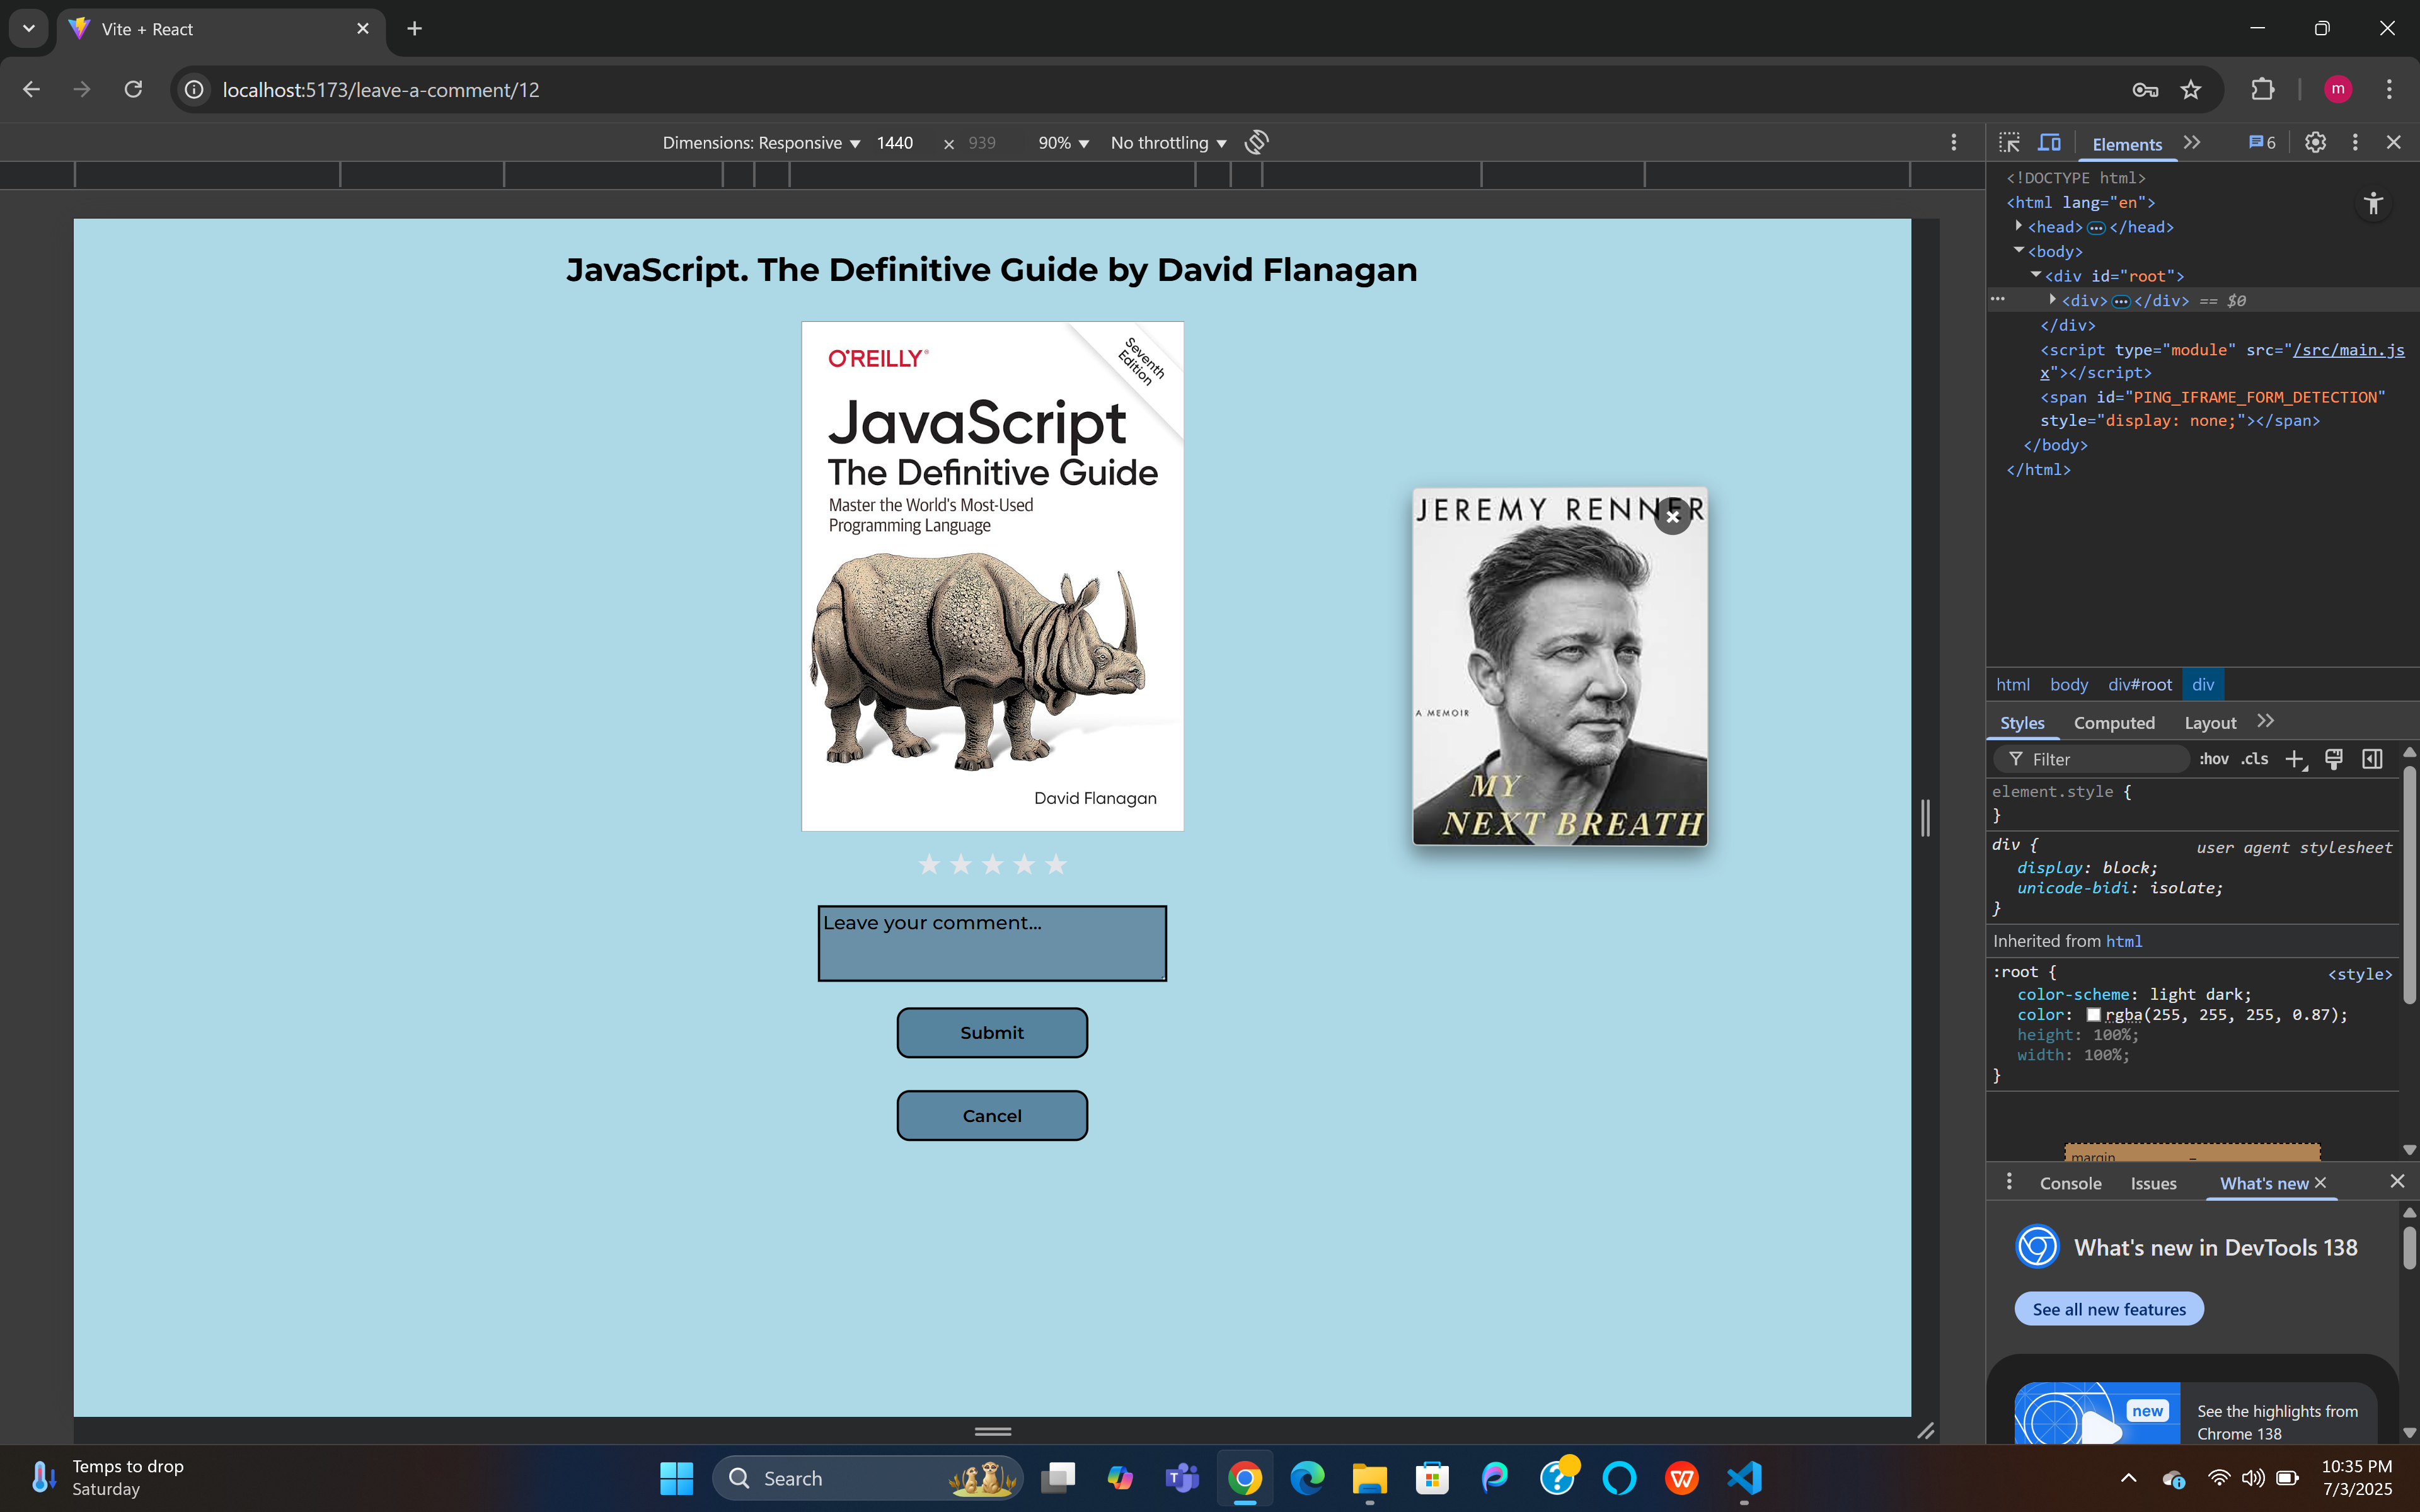 Vite + React
localhost:5173/leave-a-comment/12
m
Dimensions: Responsive 1440 × 939 90% No throttling
Elements 6
<!DOCTYPE html>
<html lang="en">
<head>…</head>
<body>
<div id="root">
<div>…</div> == $0
</div>
<script type="module" src="/src/main.js
x"></script>
<span id="PING_IFRAME_FORM_DETECTION"
style="display: none;"></span>
</body>
</html>
JavaScript. The Definitive Guide by David Flanagan
O'REILLY®
Seventh
Edition
JavaScript
The Definitive Guide
Master the World's Most-Used
Programming Language
David Flanagan
JEREMY RENNER
A MEMOIR
MY
NEXT BREATH
Leave your comment...
Submit
Cancel
html body div#root div
Styles Computed Layout
Filter :hov .cls
element.style {
}
div { user agent stylesheet
display: block;
unicode-bidi: isolate;
}
Inherited from html
:root { <style>
color-scheme: light dark;
color: rgba(255, 255, 255, 0.87);
height: 100%;
width: 100%;
}
margin –
Console Issues What's new
What's new in DevTools 138
See all new features
new
See the highlights from
Chrome 138
Temps to drop
Saturday
Search
10:35 PM
7/3/2025